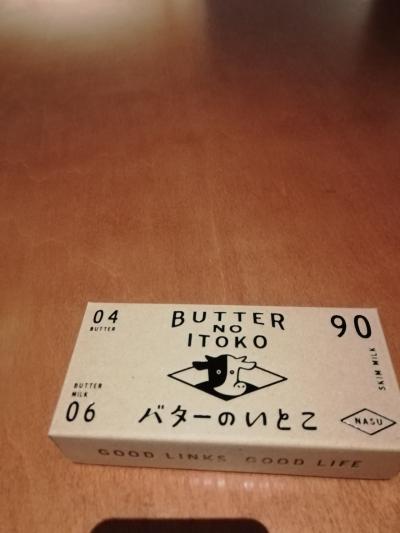 04
BUTTER
BUTTER
NO
ITOKO
90
SKIM MILK
BUTTER
MILK
06
バターのいとこ
NASU
GOOD LINKS GOOD LIFE